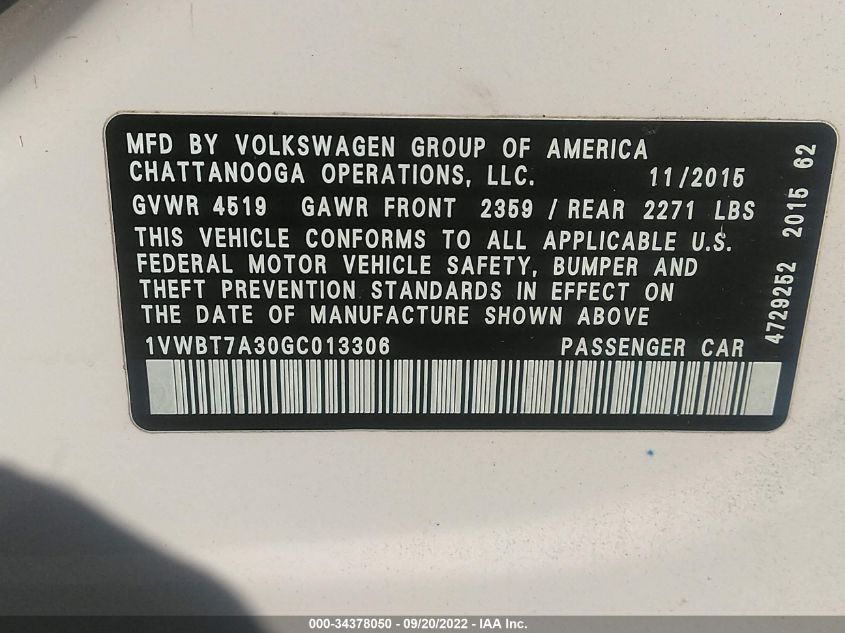 MFD BY VOLKSWAGEN GROUP OF AMERICA
CHATTANOOGA OPERATIONS, LLC. 11/2015
GVWR 4519 GAWR FRONT 2359 / REAR 2271 LBS
THIS VEHICLE CONFORMS TO ALL APPLICABLE U.S.
FEDERAL MOTOR VEHICLE SAFETY, BUMPER AND
THEFT PREVENTION STANDARDS IN EFFECT ON
THE DATE OF MANUFACTURE SHOWN ABOVE
1VWBT7A30GC013306 PASSENGER CAR
4729252 2015 62
000-34378050 - 09/20/2022 - IAA Inc.